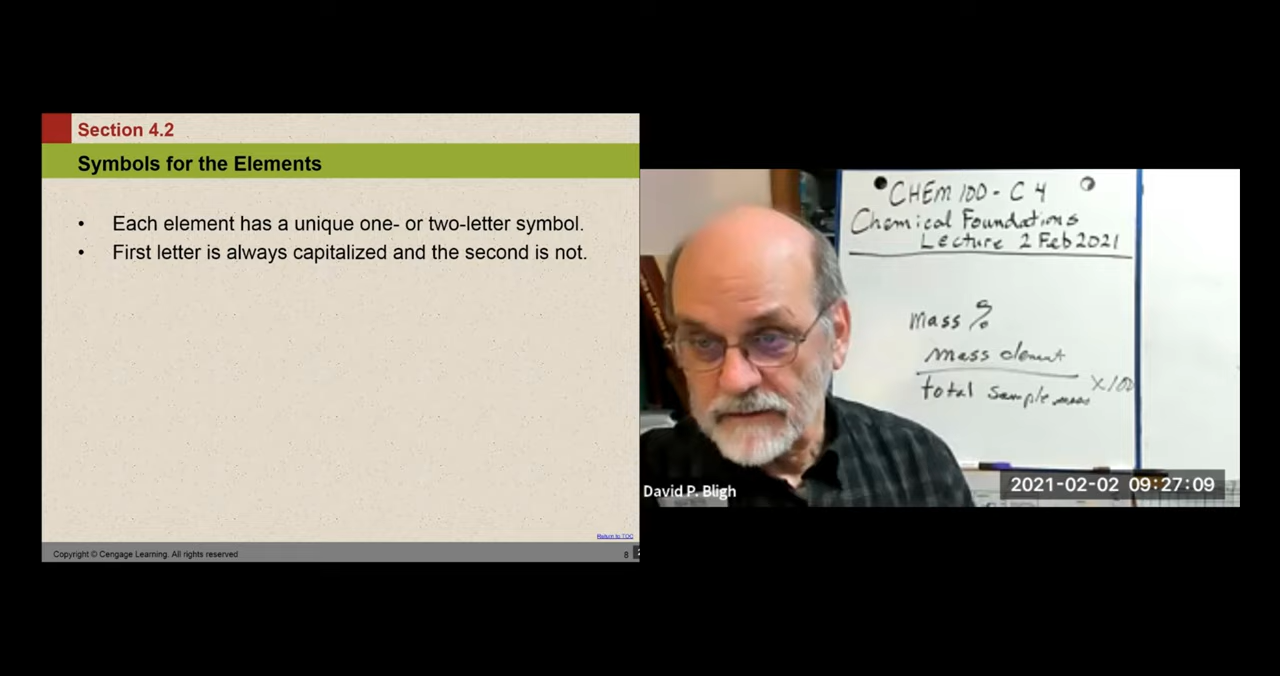 Section 4.2
Symbols for the Elements
• Each element has a unique one- or two-letter symbol.
• First letter is always capitalized and the second is not.
Return to TOC
Copyright © Cengage Learning. All rights reserved
8
CHEM 100 - C 4
Chemical Foundations
Lecture 2 Feb 2021
Mass %
mass element
total sample mass
X100
David P. Bligh
2021-02-02 09:27:09